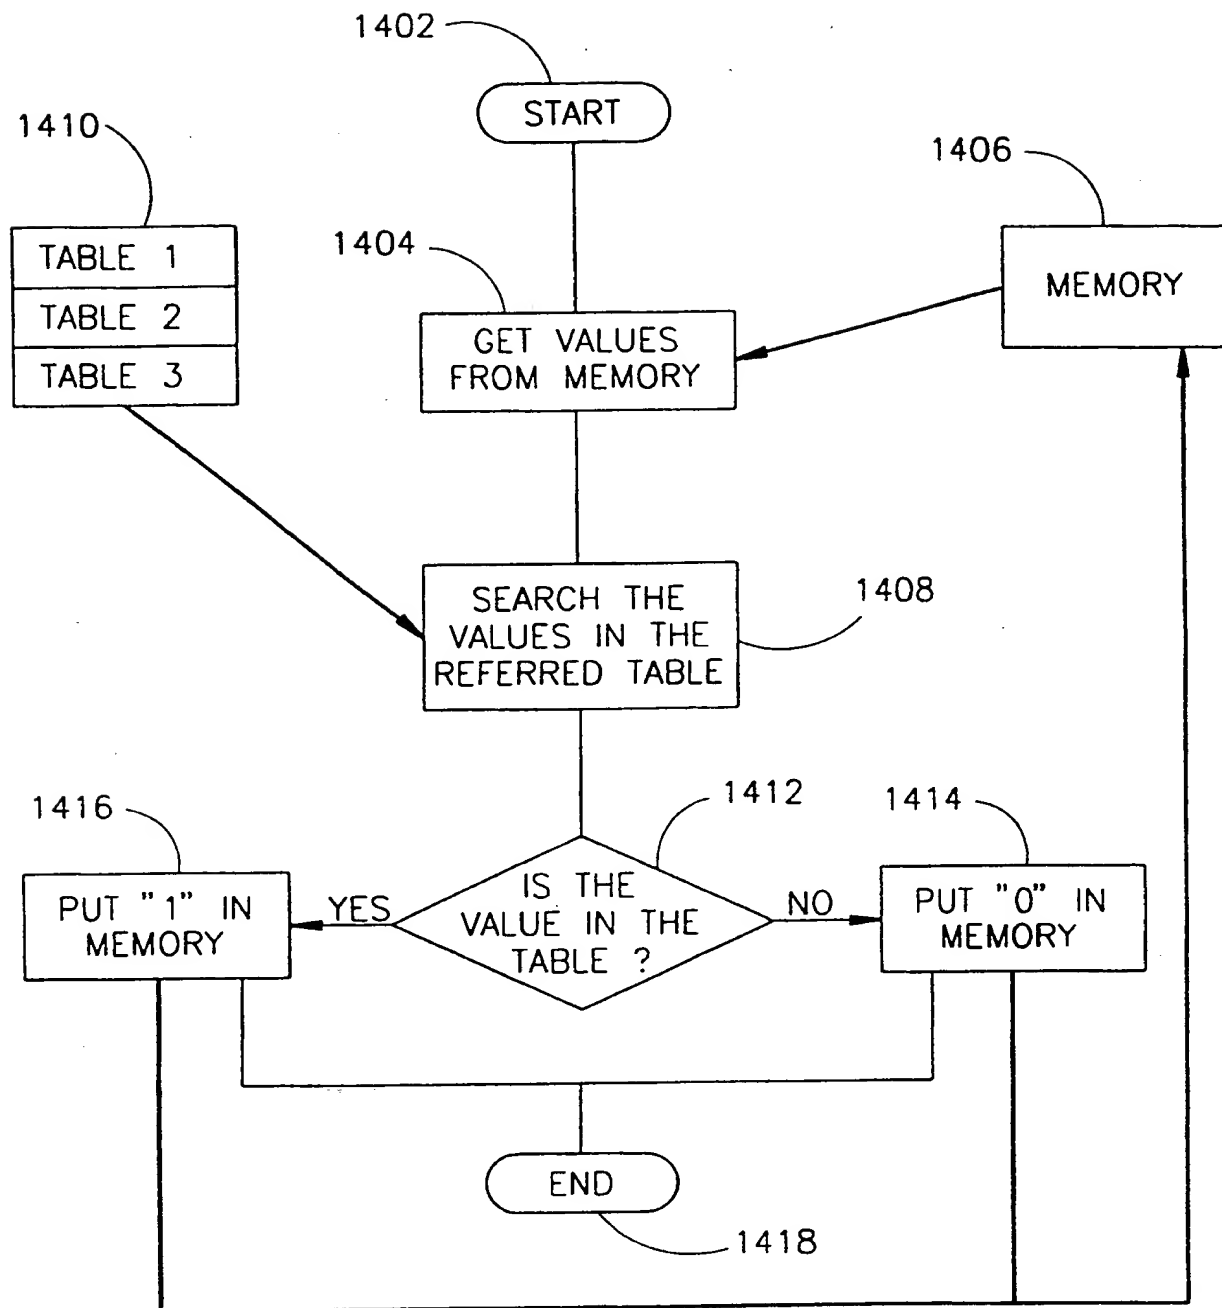 1402
START
1410
1406
TABLE 1
TABLE 2
TABLE 3
1404
GET VALUES
FROM MEMORY
MEMORY
SEARCH THE
VALUES IN THE
REFERRED TABLE
1408
1416
1412
1414
PUT "1" IN
MEMORY
YES
IS THE
VALUE IN THE
TABLE ?
NO
PUT "0" IN
MEMORY
END
1418